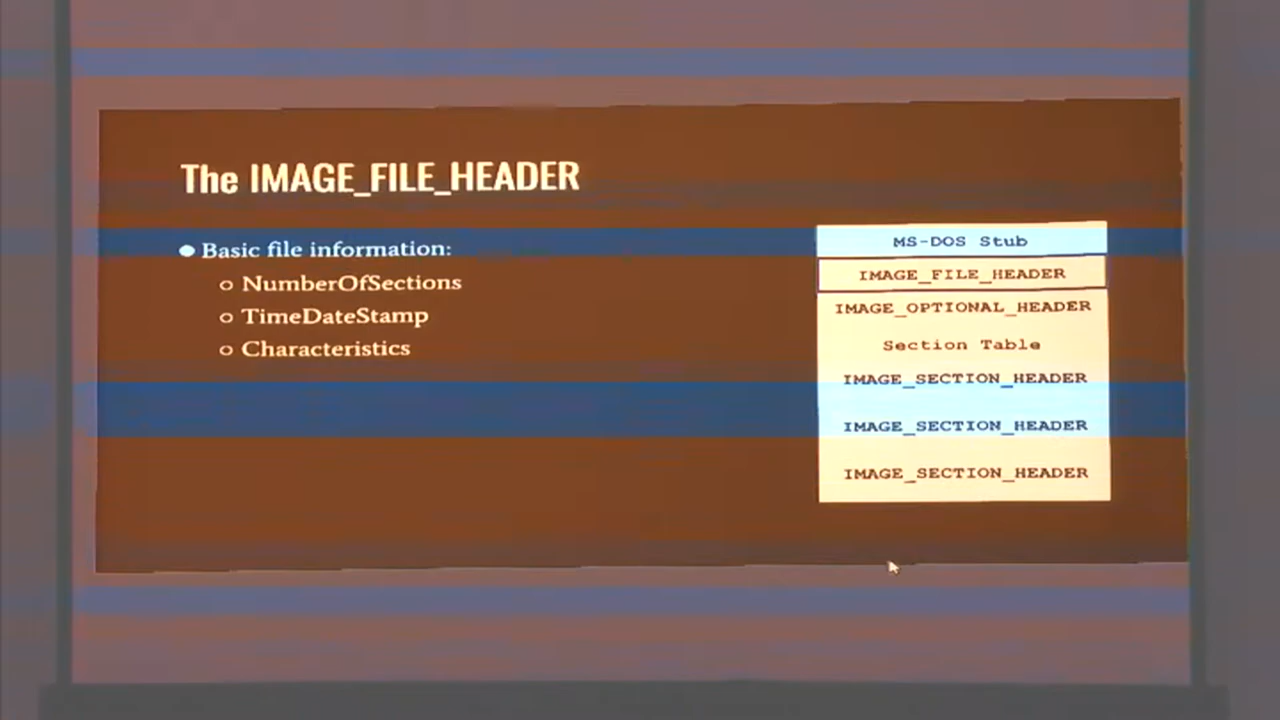 The IMAGE_FILE_HEADER
● Basic file information:
○ NumberOfSections
○ TimeDateStamp
○ Characteristics
MS-DOS Stub
IMAGE_FILE_HEADER
IMAGE_OPTIONAL_HEADER
Section Table
IMAGE_SECTION_HEADER
IMAGE_SECTION_HEADER
IMAGE_SECTION_HEADER